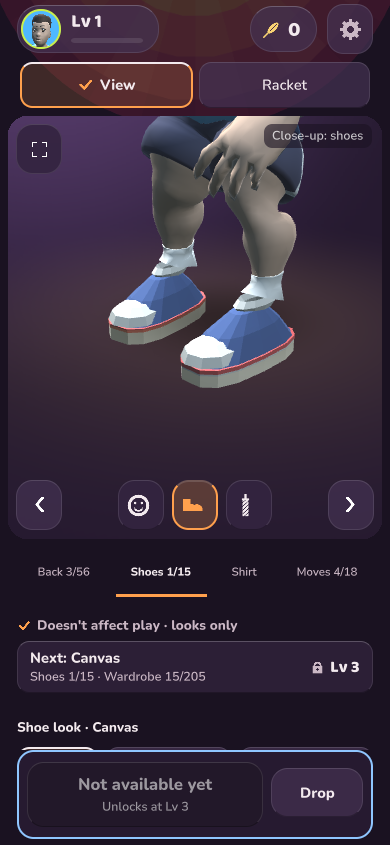 Lv 1
0
View
Racket
Close-up: shoes
Back 3/56
Shoes 1/15
Shirt
Moves 4/18
Doesn't affect play · looks only
Next: Canvas
Lv 3
Shoes 1/15 · Wardrobe 15/205
Shoe look · Canvas
Not available yet
Unlocks at Lv 3
Drop